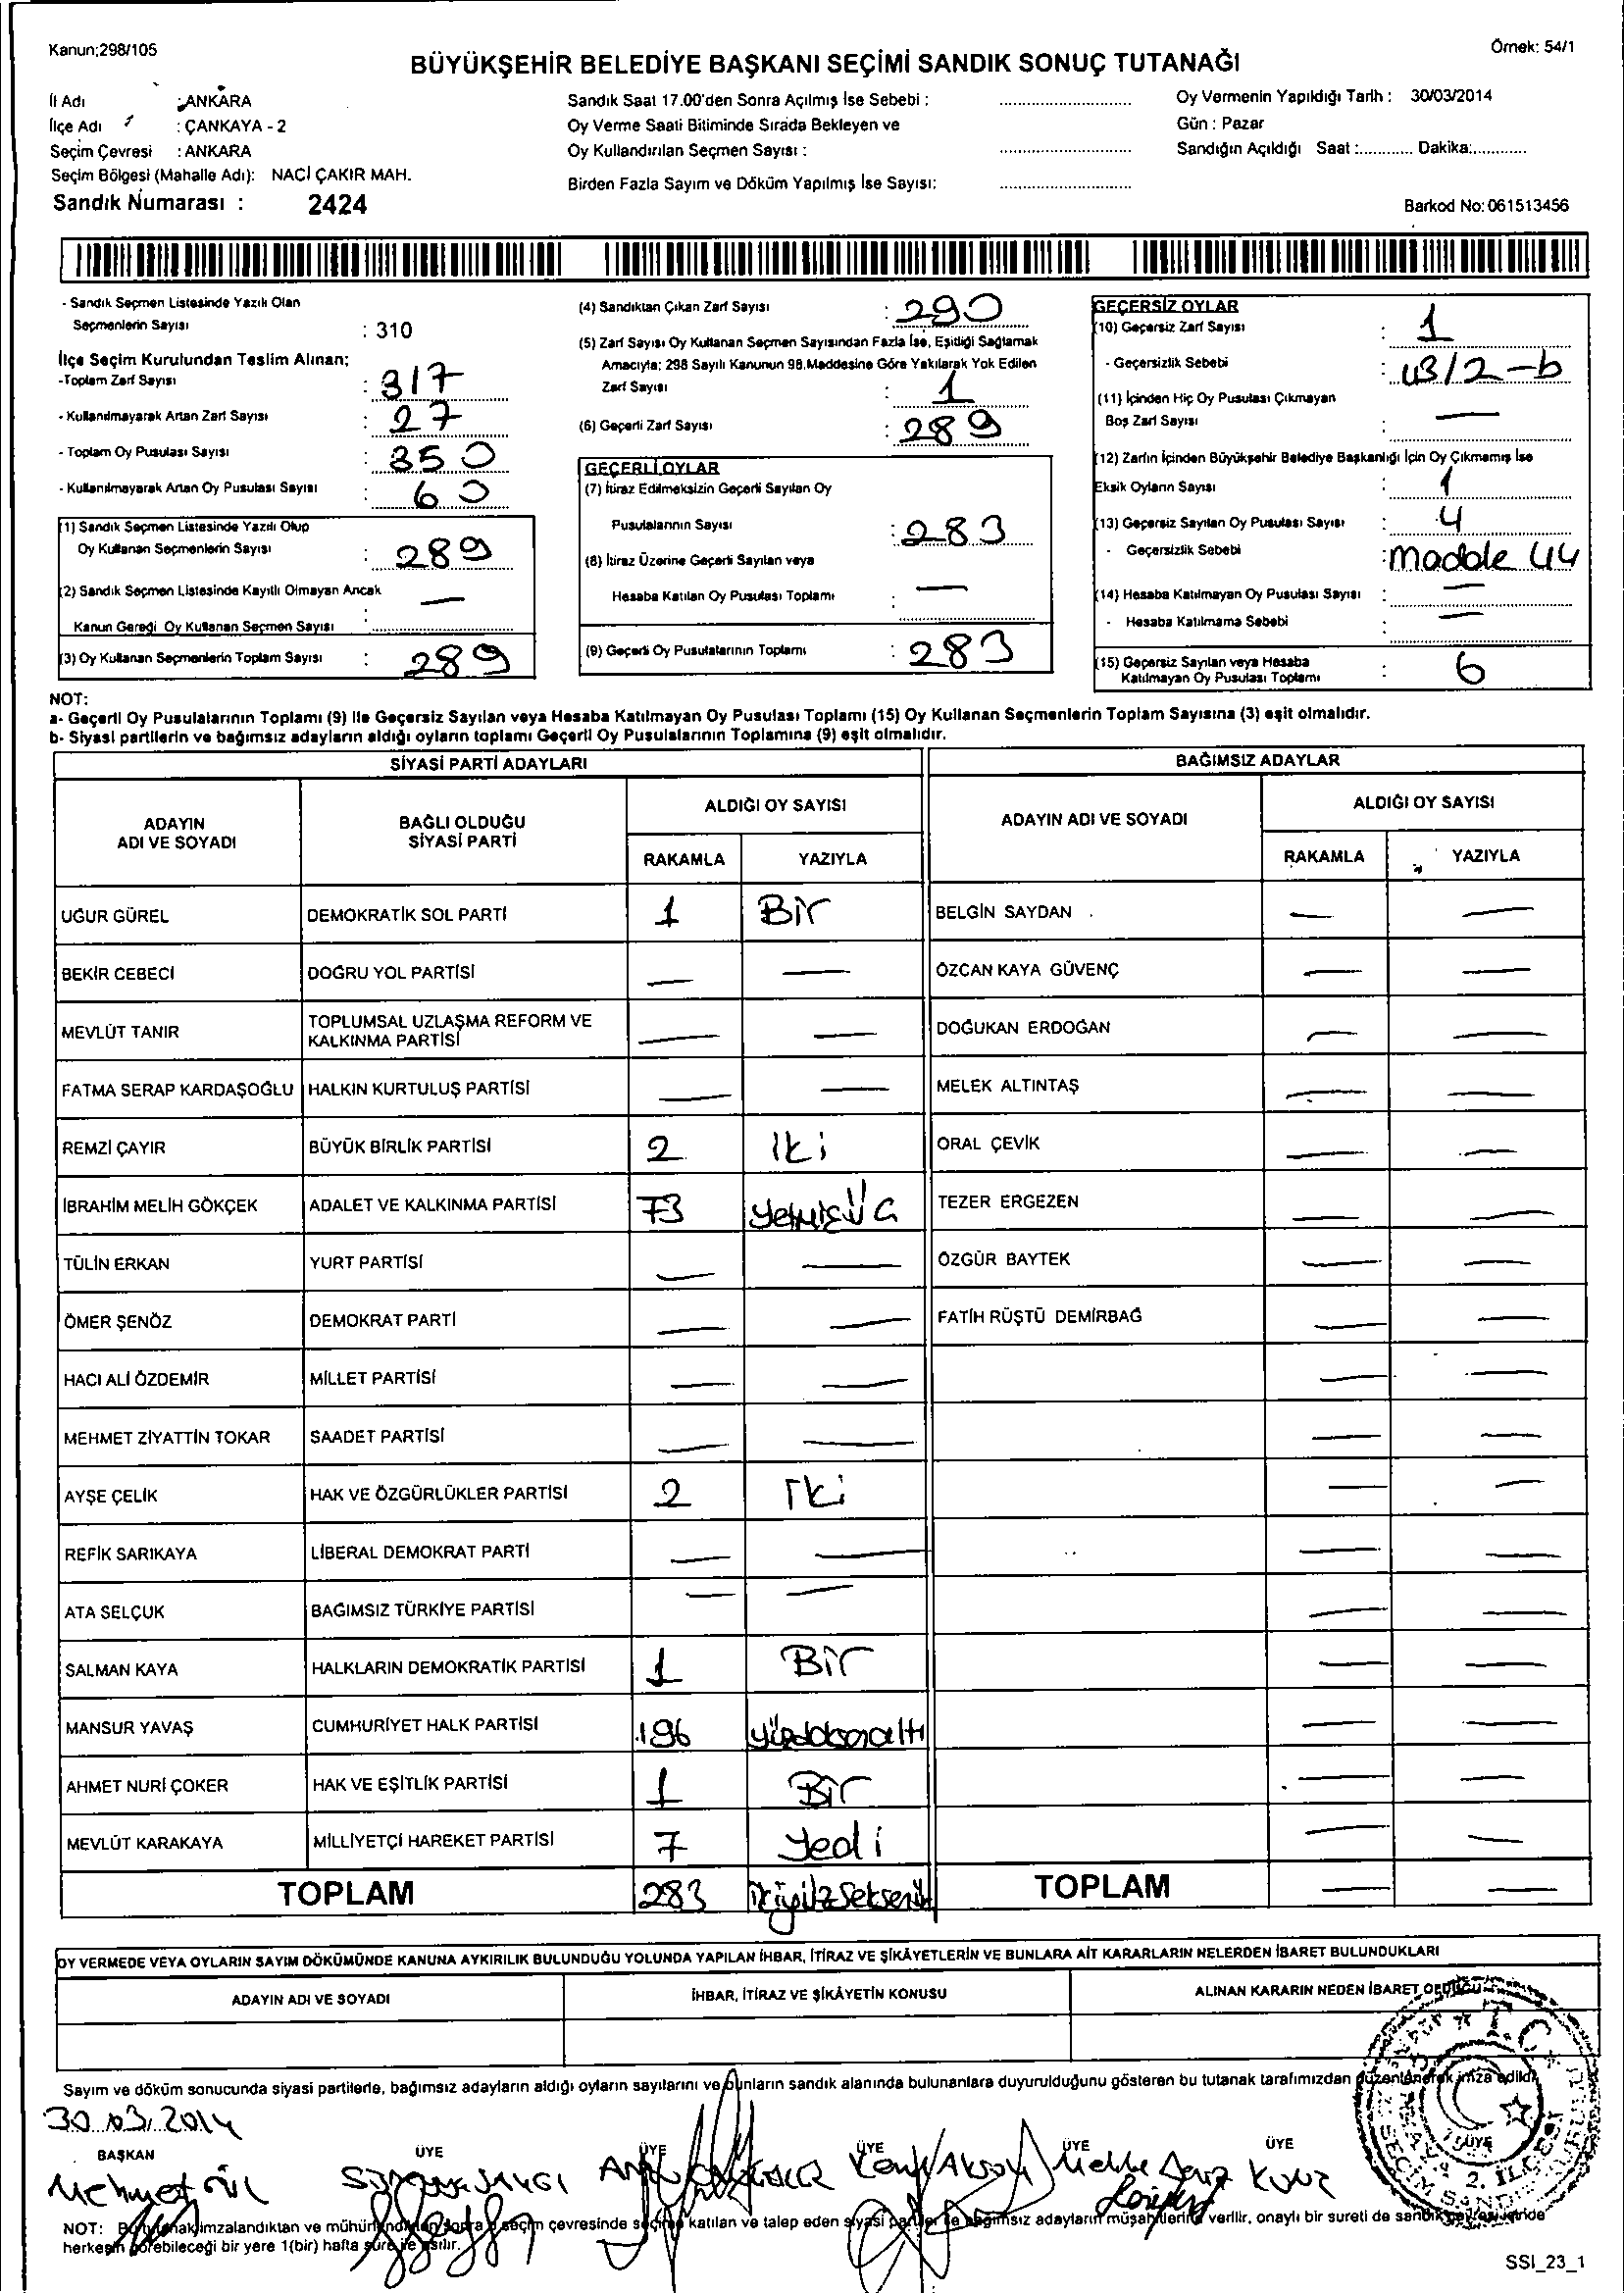 Kanun;298/105
Örnek: 54/1
BÜYÜKŞEHİR BELEDİYE BAŞKANI SEÇİMİ SANDIK SONUÇ TUTANAĞI
İl Adı : ANKARA
İlçe Adı : ÇANKAYA - 2
Seçim Çevresi : ANKARA
Seçim Bölgesi (Mahalle Adı): NACİ ÇAKIR MAH.
Sandık Numarası : 2424
Sandık Saat 17.00'den Sonra Açılmış İse Sebebi :
Oy Verme Saati Bitiminde Sırada Bekleyen ve
Oy Kullandırılan Seçmen Sayısı :
Birden Fazla Sayım ve Döküm Yapılmış İse Sayısı:
Oy Vermenin Yapıldığı Tarih : 30/03/2014
Gün : Pazar
Sandığın Açıldığı Saat :............ Dakika:............
Barkod No: 061513456
- Sandık Seçmen Listesinde Yazılı Olan
Seçmenlerin Sayısı : 310
İlçe Seçim Kurulundan Teslim Alınan;
-Toplam Zarf Sayısı : 317
- Kullanılmayarak Artan Zarf Sayısı : 27
- Toplam Oy Pusulası Sayısı : 350
- Kullanılmayarak Artan Oy Pusulası Sayısı : 60
(1) Sandık Seçmen Listesinde Yazılı Olup
Oy Kullanan Seçmenlerin Sayısı : 289
(2) Sandık Seçmen Listesinde Kayıtlı Olmayan Ancak
Kanun Gereği Oy Kullanan Seçmen Sayısı : —
(3) Oy Kullanan Seçmenlerin Toplam Sayısı : 289
(4) Sandıktan Çıkan Zarf Sayısı : 290
(5) Zarf Sayısı Oy Kullanan Seçmen Sayısından Fazla İse, Eşitliği Sağlamak
Amacıyla; 298 Sayılı Kanunun 98.Maddesine Göre Yakılarak Yok Edilen
Zarf Sayısı : 1
(6) Geçerli Zarf Sayısı : 289
GEÇERLİ OYLAR
(7) İtiraz Edilmeksizin Geçerli Sayılan Oy
Pusulalarının Sayısı : 283
(8) İtiraz Üzerine Geçerli Sayılan veya
Hesaba Katılan Oy Pusulası Toplamı : —
(9) Geçerli Oy Pusulalarının Toplamı : 283
GEÇERSİZ OYLAR
(10) Geçersiz Zarf Sayısı : 1
- Geçersizlik Sebebi : 43/2-b
(11) İçinden Hiç Oy Pusulası Çıkmayan
Boş Zarf Sayısı : —
(12) Zarfın İçinden Büyükşehir Belediye Başkanlığı İçin Oy Çıkmamış İse
Eksik Oyların Sayısı : 1
(13) Geçersiz Sayılan Oy Pusulası Sayısı : 4
- Geçersizlik Sebebi : madde 44
(14) Hesaba Katılmayan Oy Pusulası Sayısı : —
- Hesaba Katılmama Sebebi : —
(15) Geçersiz Sayılan veya Hesaba
Katılmayan Oy Pusulası Toplamı : 6
NOT:
a- Geçerli Oy Pusulalarının Toplamı (9) İle Geçersiz Sayılan veya Hesaba Katılmayan Oy Pusulası Toplamı (15) Oy Kullanan Seçmenlerin Toplam Sayısına (3) eşit olmalıdır.
b- Siyasi partilerin ve bağımsız adayların aldığı oyların toplamı Geçerli Oy Pusulalarının Toplamına (9) eşit olmalıdır.
SİYASİ PARTİ ADAYLARI
BAĞIMSIZ ADAYLAR
ADAYIN ADI VE SOYADI
BAĞLI OLDUĞU SİYASİ PARTİ
ALDIĞI OY SAYISI
RAKAMLA YAZIYLA
ADAYIN ADI VE SOYADI
ALDIĞI OY SAYISI
RAKAMLA YAZIYLA
UĞUR GÜREL DEMOKRATİK SOL PARTİ 1 Bir BELGİN SAYDAN — —
BEKİR CEBECİ DOĞRU YOL PARTİSİ — — ÖZCAN KAYA GÜVENÇ — —
MEVLÜT TANIR TOPLUMSAL UZLAŞMA REFORM VE KALKINMA PARTİSİ — — DOĞUKAN ERDOĞAN — —
FATMA SERAP KARDAŞOĞLU HALKIN KURTULUŞ PARTİSİ — — MELEK ALTINTAŞ — —
REMZİ ÇAYIR BÜYÜK BİRLİK PARTİSİ 2 iki ORAL ÇEVİK — —
İBRAHİM MELİH GÖKÇEK ADALET VE KALKINMA PARTİSİ 73 yetmişüç TEZER ERGEZEN — —
TÜLİN ERKAN YURT PARTİSİ — — ÖZGÜR BAYTEK — —
ÖMER ŞENÖZ DEMOKRAT PARTİ — — FATİH RÜŞTÜ DEMİRBAĞ — —
HACI ALİ ÖZDEMİR MİLLET PARTİSİ — — — —
MEHMET ZİYATTİN TOKAR SAADET PARTİSİ — — — —
AYŞE ÇELİK HAK VE ÖZGÜRLÜKLER PARTİSİ 2 iki — —
REFİK SARIKAYA LİBERAL DEMOKRAT PARTİ — — — —
ATA SELÇUK BAĞIMSIZ TÜRKİYE PARTİSİ — — — —
SALMAN KAYA HALKLARIN DEMOKRATİK PARTİSİ 1 Bir — —
MANSUR YAVAŞ CUMHURİYET HALK PARTİSİ 196 yüzdoksanaltı — —
AHMET NURİ ÇOKER HAK VE EŞİTLİK PARTİSİ 1 Bir — —
MEVLÜT KARAKAYA MİLLİYETÇİ HAREKET PARTİSİ 7 Yedi — —
TOPLAM 283 TOPLAM — —
OY VERMEDE VEYA OYLARIN SAYIM DÖKÜMÜNDE KANUNA AYKIRILIK BULUNDUĞU YOLUNDA YAPILAN İHBAR, İTİRAZ VE ŞİKÂYETLERİN VE BUNLARA AİT KARARLARIN NELERDEN İBARET BULUNDUKLARI
ADAYIN ADI VE SOYADI
İHBAR, İTİRAZ VE ŞİKÂYETİN KONUSU
ALINAN KARARIN NEDEN İBARET OLDUĞU
Sayım ve döküm sonucunda siyasi partilerle, bağımsız adayların aldığı oyların sayılarını ve bunların sandık alanında bulunanlara duyurulduğunu gösteren bu tutanak tarafımızdan düzenlenerek imza edildi.
30.03.2014
BAŞKAN ÜYE ÜYE ÜYE ÜYE ÜYE ÜYE
Mehmet
NOT: Bu tutanak imzalandıktan ve mühürlendikten sonra seçim çevresinde seçime katılan ve talep eden siyasi partiler ile bağımsız adayların müşahitlerine verilir, onaylı bir sureti de sandık çevresi içinde
herkesin görebileceği bir yere 1(bir) hafta süre ile asılır.
SSI_23_1